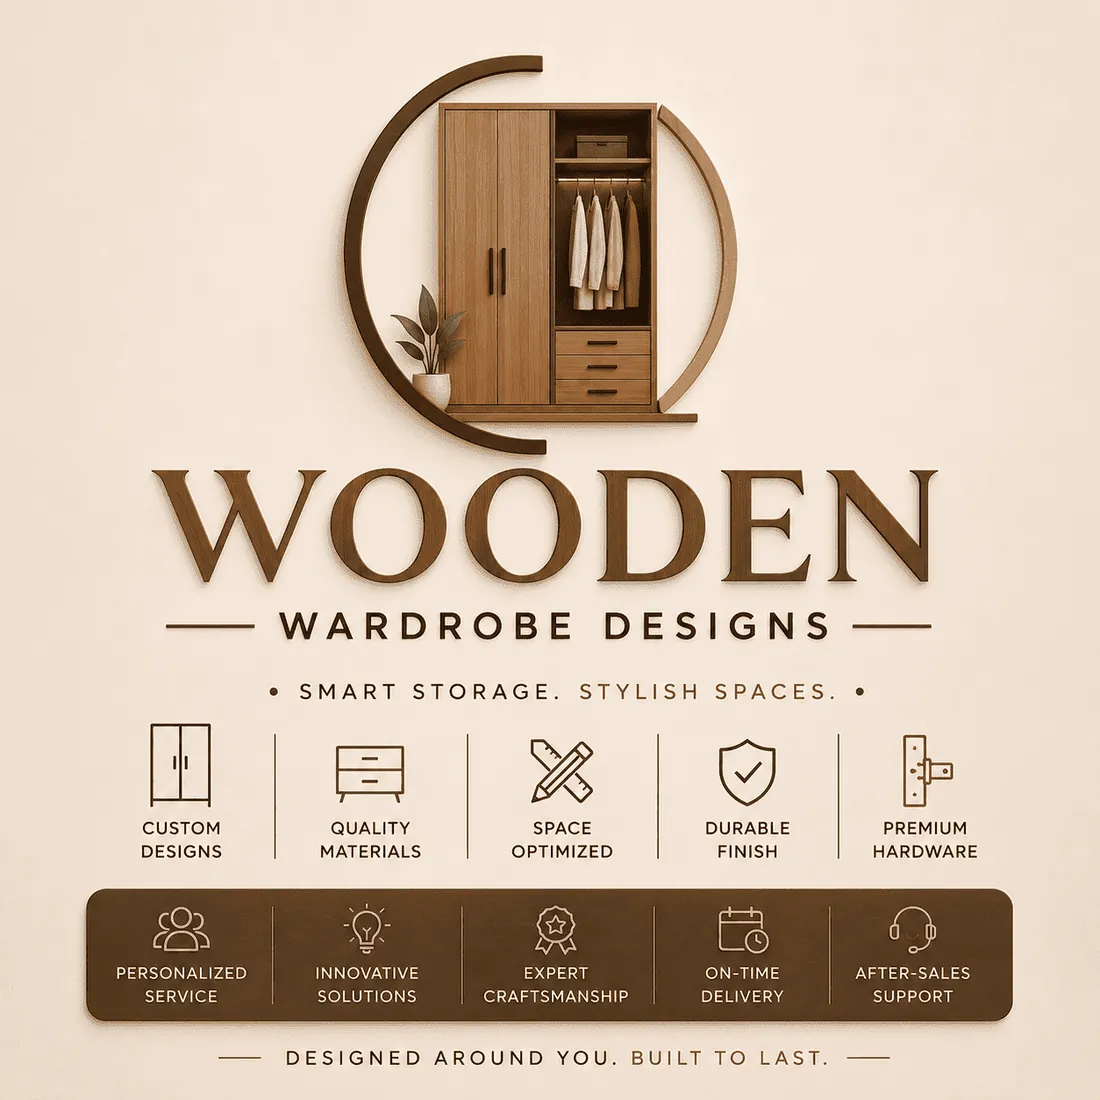 WOODEN
WARDROBE DESIGNS
• SMART STORAGE. STYLISH SPACES. •
CUSTOM
DESIGNS
QUALITY
MATERIALS
SPACE
OPTIMIZED
DURABLE
FINISH
PREMIUM
HARDWARE
PERSONALIZED
SERVICE
INNOVATIVE
SOLUTIONS
EXPERT
CRAFTSMANSHIP
ON-TIME
DELIVERY
AFTER-SALES
SUPPORT
DESIGNED AROUND YOU. BUILT TO LAST.